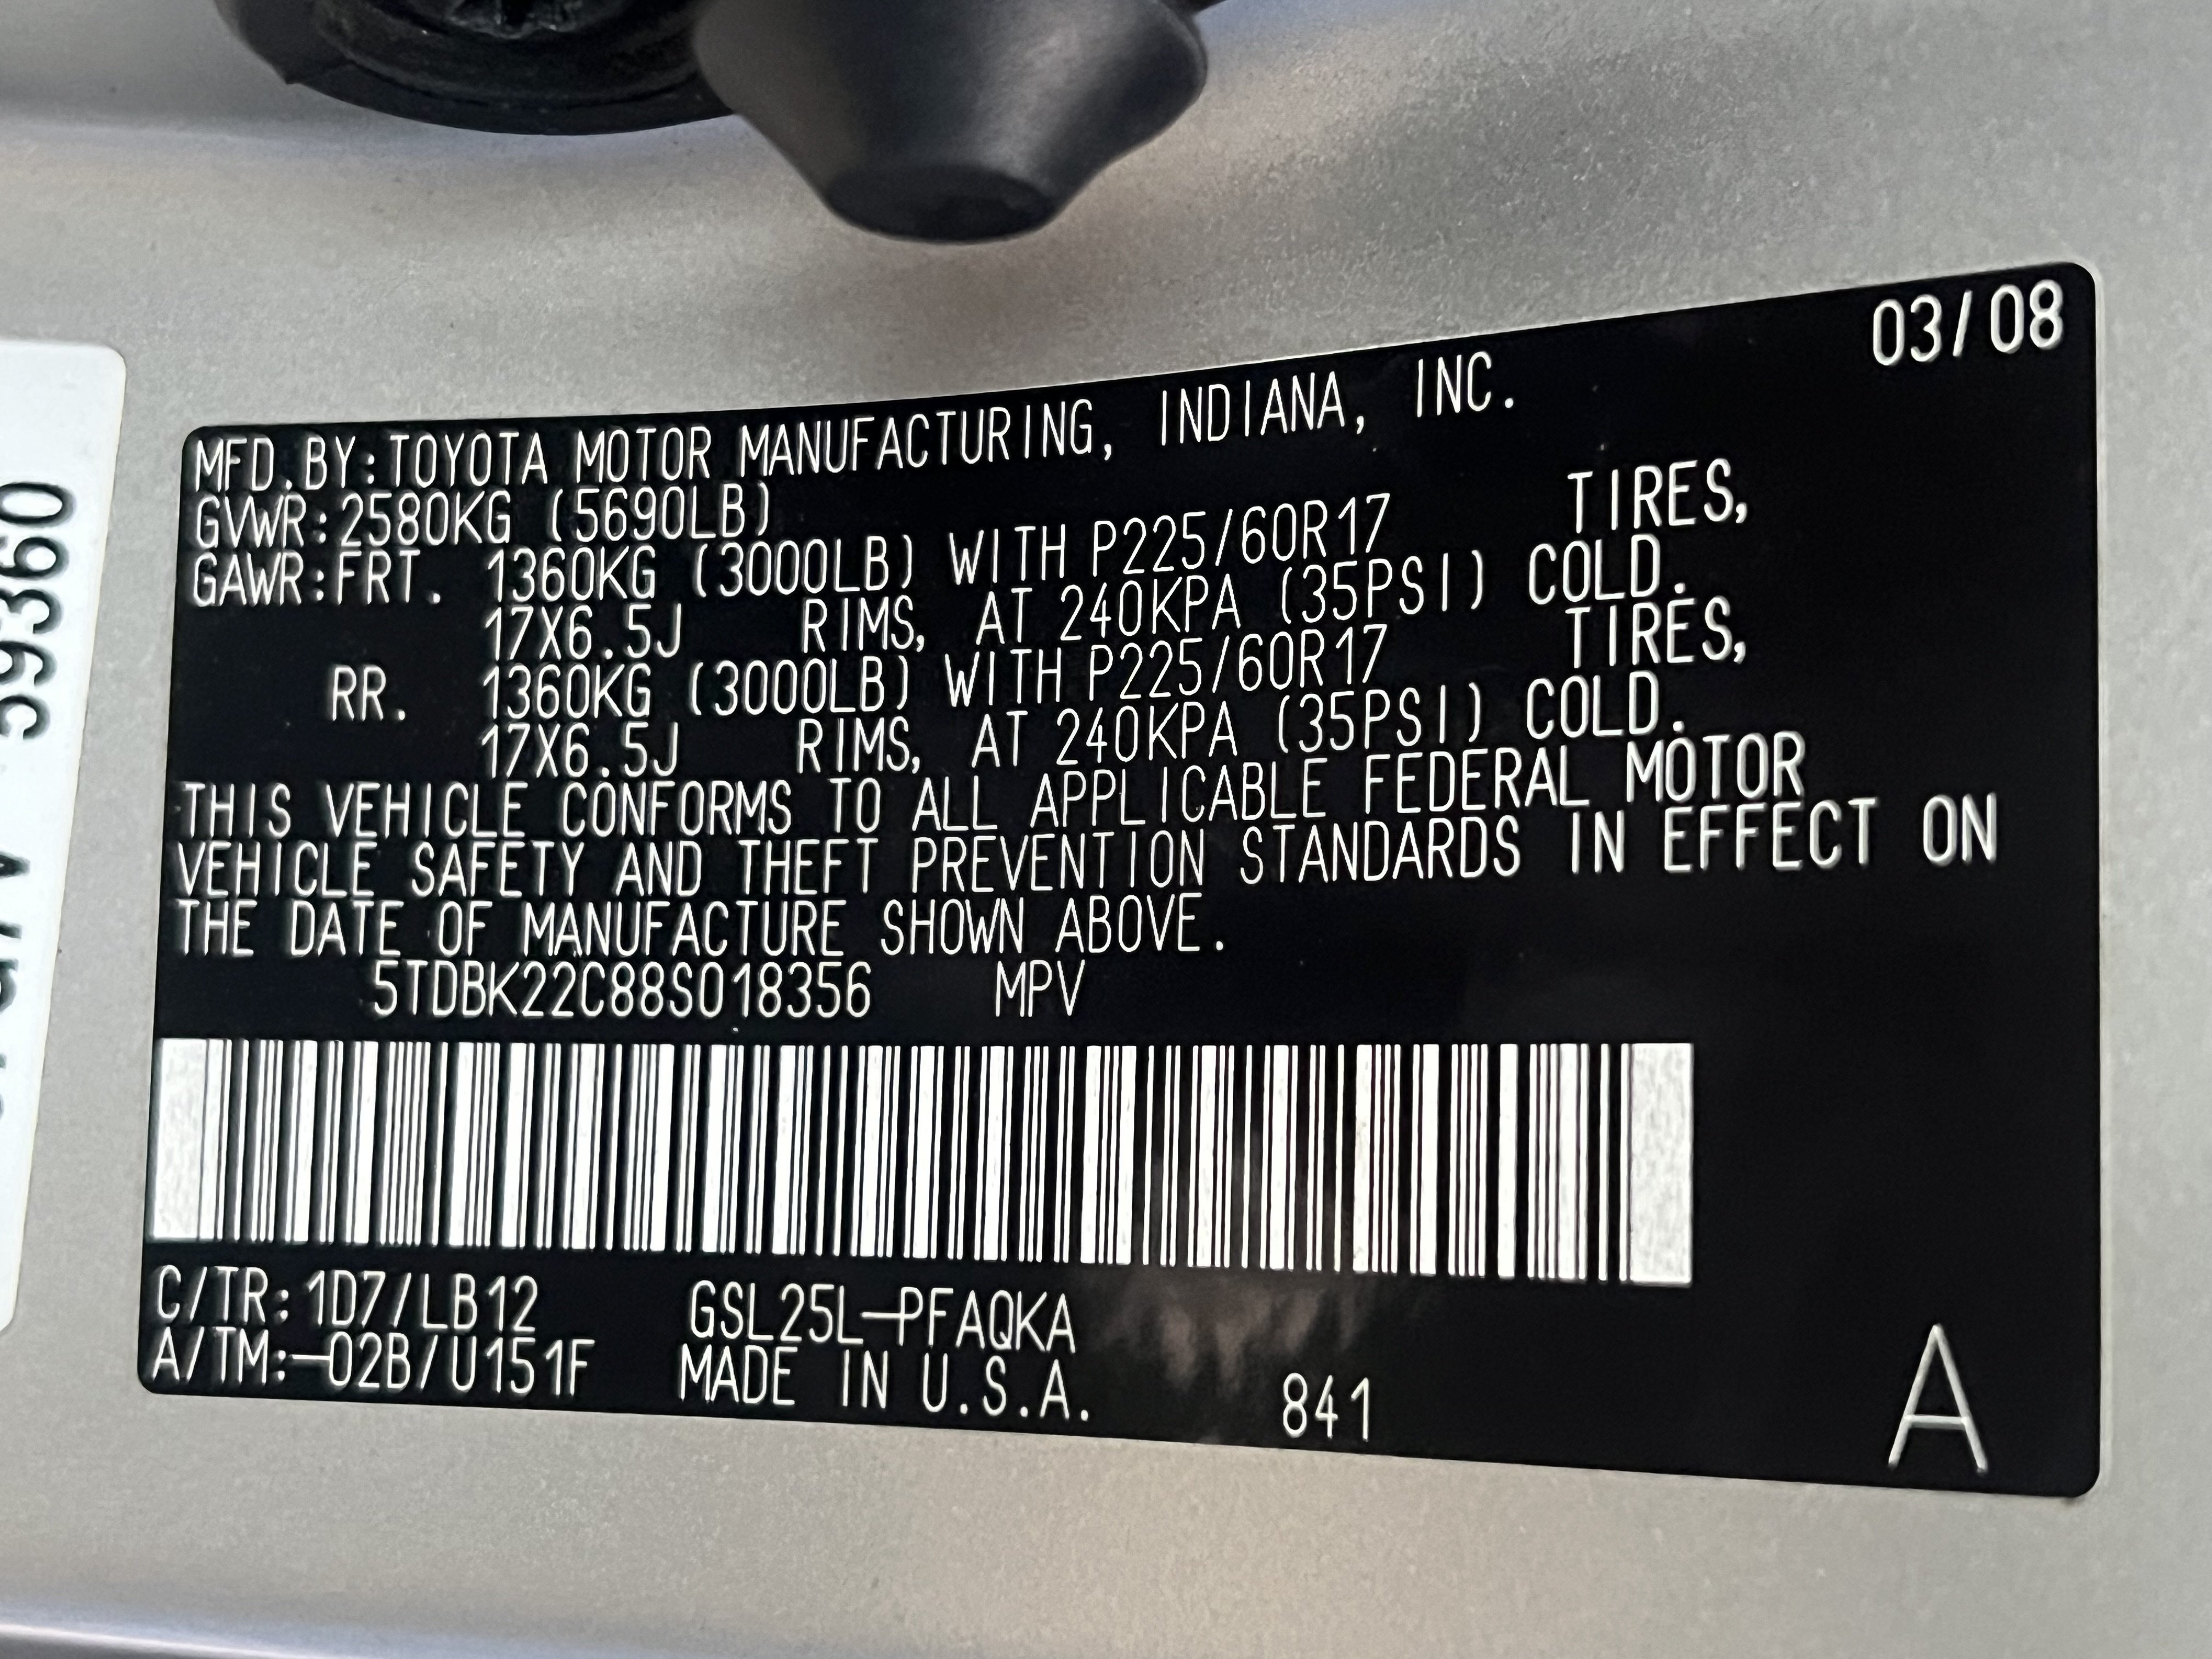 03/08
MFD.BY:TOYOTA MOTOR MANUFACTURING, INDIANA, INC.
GVWR:2580KG (5690LB)
GAWR:FRT. 1360KG (3000LB) WITH P225/60R17 TIRES,
17X6.5J RIMS, AT 240KPA (35PSI) COLD.
RR. 1360KG (3000LB) WITH P225/60R17 TIRES,
17X6.5J RIMS, AT 240KPA (35PSI) COLD.
THIS VEHICLE CONFORMS TO ALL APPLICABLE FEDERAL MOTOR
VEHICLE SAFETY AND THEFT PREVENTION STANDARDS IN EFFECT ON
THE DATE OF MANUFACTURE SHOWN ABOVE.
5TDBK22C88S018356 MPV
C/TR:1D7/LB12 GSL25L-PFAQKA
A/TM:-02B/U151F MADE IN U.S.A. 841
A
59360